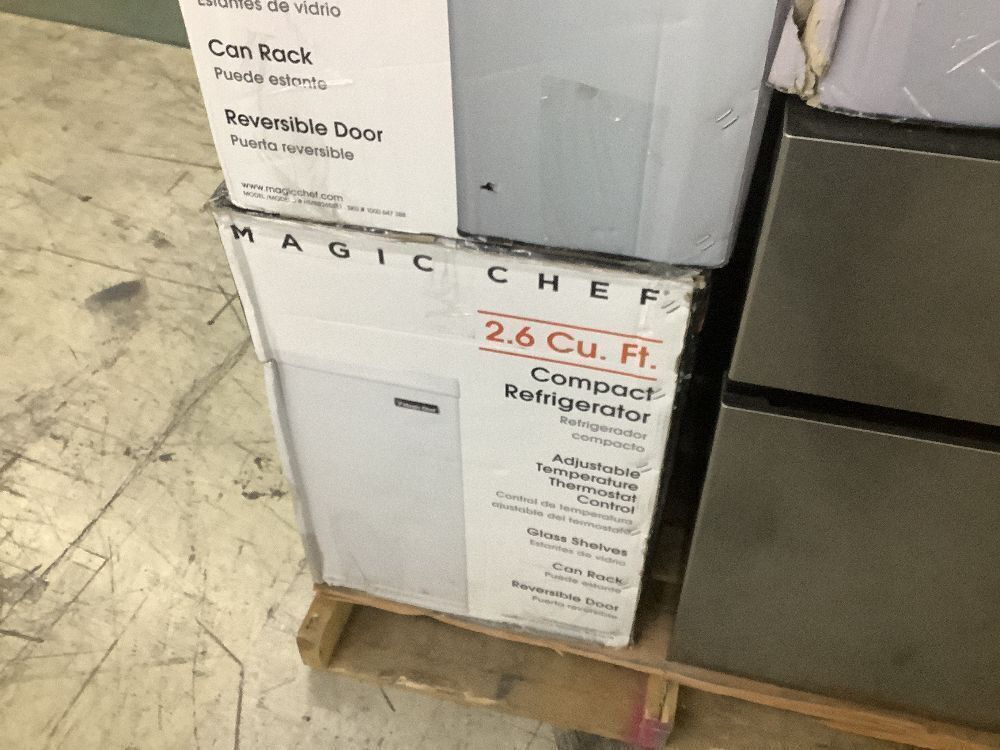 Estantes de vidrio
Can Rack
Puede estante
Reversible Door
Puerta reversible
www.magicchef.com
MAGIC CHEF
2.6 Cu. Ft.
Compact
Refrigerator
Refrigerador
compacto
Adjustable
Temperature
Thermostat
Control
Control de temperatura
ajustable del termostato
Glass Shelves
Estantes de vidrio
Can Rack
Puede estante
Reversible Door
Puerta reversible